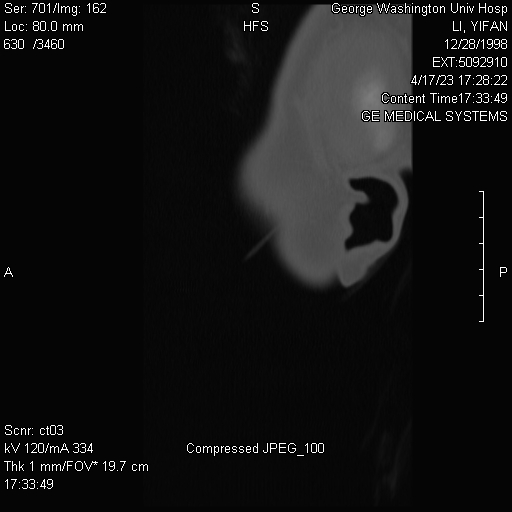 Ser: 701/Img: 162
Loc: 80.0 mm
630 /3460
S
HFS
George Washington Univ Hosp
LI, YIFAN
12/28/1998
EXT:5092910
4/17/23 17:28:22
Content Time17:33:49
GE MEDICAL SYSTEMS
A
P
Scnr: ct03
kV 120/mA 334
Thk 1 mm/FOV* 19.7 cm
17:33:49
Compressed JPEG_100